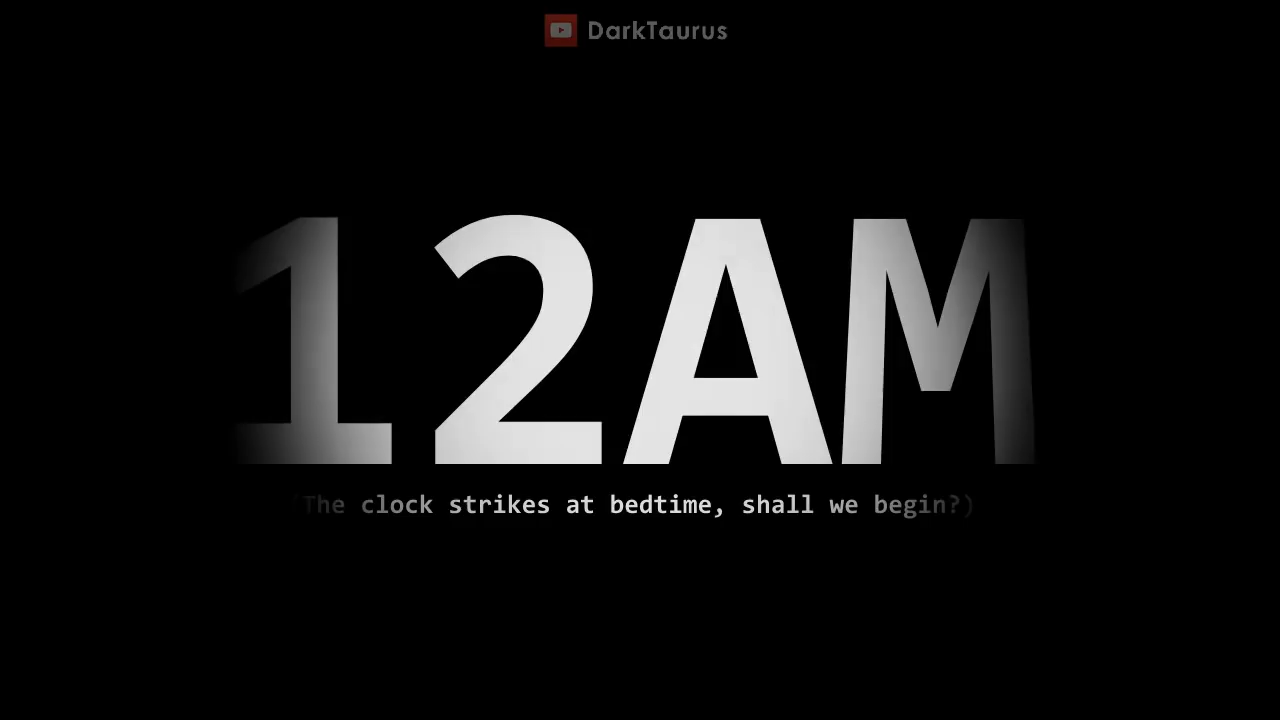 DarkTaurus
12AM
(The clock strikes at bedtime, shall we begin?)